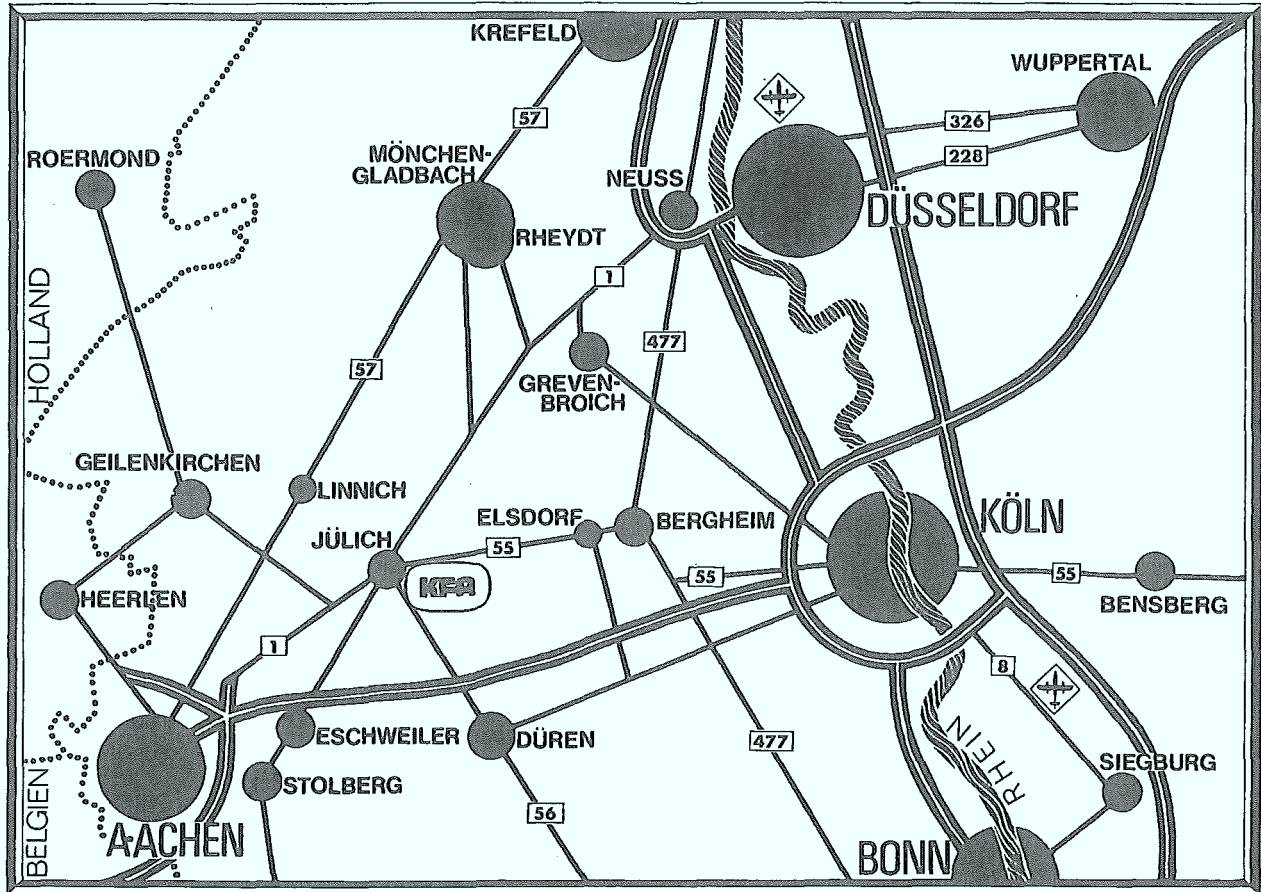 KREFELD
WUPPERTAL
57
326
ROERMOND
MÖNCHEN-
GLADBACH
228
NEUSS
DÜSSELDORF
RHEYDT
1
HOLLAND
477
57
GREVEN-
BROICH
GEILENKIRCHEN
LINNICH
KÖLN
ELSDORF
BERGHEIM
JÜLICH
55
KFA
55
55
HEERLEN
BENSBERG
1
8
ESCHWEILER
DÜREN
477
RHEIN
SIEGBURG
STOLBERG
56
BELGIEN
AACHEN
BONN